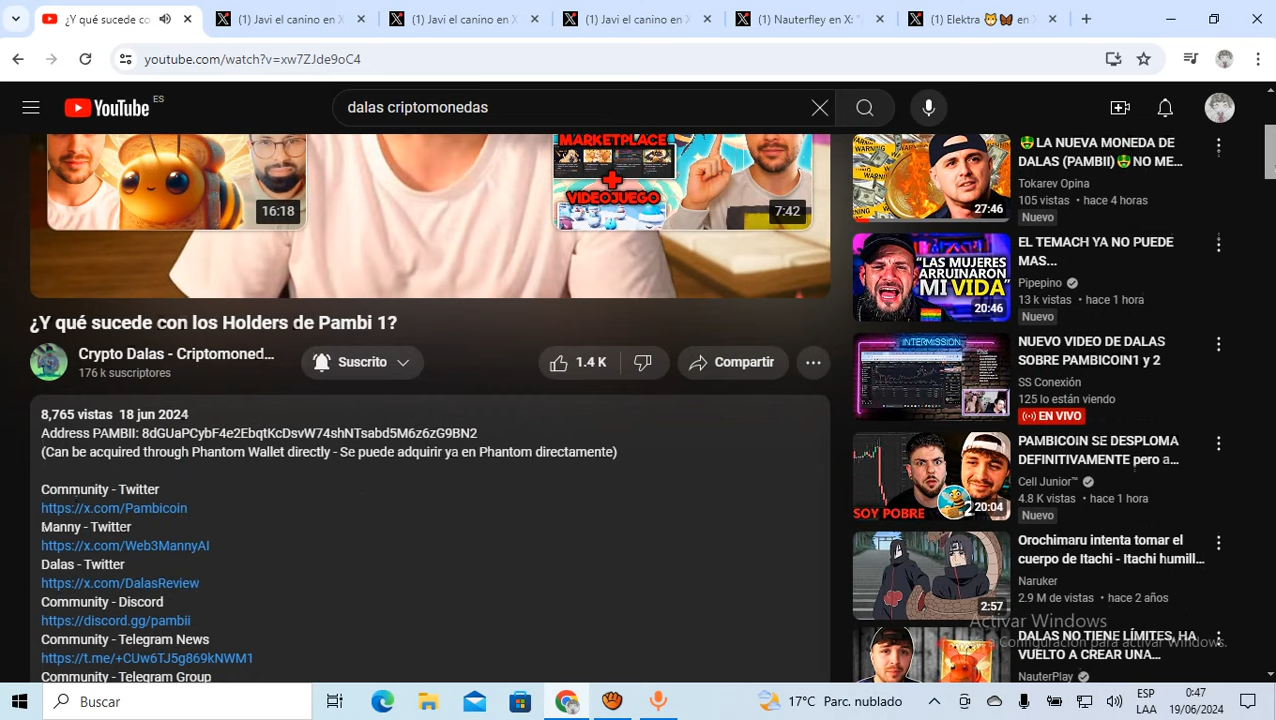 ¿Y qué sucede co
(1) Javi el canino en X
(1) Javi el canino en X
(1) Javi el canino en X
(1) Nauterfley en X: "
(1) Elektra 🐱🦋 en
youtube.com/watch?v=xw7ZJde9oC4
YouTube ES
dalas criptomonedas
16:18
MARKETPLACE
+
VIDEOJUEGO
7:42
¿Y qué sucede con los Holders de Pambi 1?
Crypto Dalas - Criptomoned...
176 k suscriptores
Suscrito
1.4 K
Compartir
8,765 vistas 18 jun 2024
Address PAMBII: 8dGUaPCybF4e2EbqtKcDsvW74shNTsabd5M6z6zG9BN2
(Can be acquired through Phantom Wallet directly - Se puede adquirir ya en Phantom directamente)
Community - Twitter
https://x.com/Pambicoin
Manny - Twitter
https://x.com/Web3MannyAI
Dalas - Twitter
https://x.com/DalasReview
Community - Discord
https://discord.gg/pambii
Community - Telegram News
https://t.me/+CUw6TJ5g869kNWM1
Community - Telegram Group
WARNING
27:46
🤑LA NUEVA MONEDA DE
DALAS (PAMBII)🤑NO ME...
Tokarev Opina
105 vistas • hace 4 horas
Nuevo
"LAS MUJERES
ARRUINARON
MI VIDA"
20:46
EL TEMACH YA NO PUEDE
MAS...
Pipepino
13 k vistas • hace 1 hora
Nuevo
INTERMISSION
NUEVO VIDEO DE DALAS
SOBRE PAMBICOIN1 y 2
SS Conexión
125 lo están viendo
EN VIVO
SOY POBRE
2
20:04
PAMBICOIN SE DESPLOMA
DEFINITIVAMENTE pero a...
Cell Junior™
4.8 K vistas • hace 1 hora
Nuevo
2:57
Orochimaru intenta tomar el
cuerpo de Itachi - Itachi humill...
Naruker
2.9 M de vistas • hace 2 años
DALAS NO TIENE LÍMITES, HA
VUELTO A CREAR UNA...
NauterPlay
Activar Windows
Configuración para activar Windows.
Buscar
17°C Parc. nublado
ESP
LAA
0:47
19/06/2024